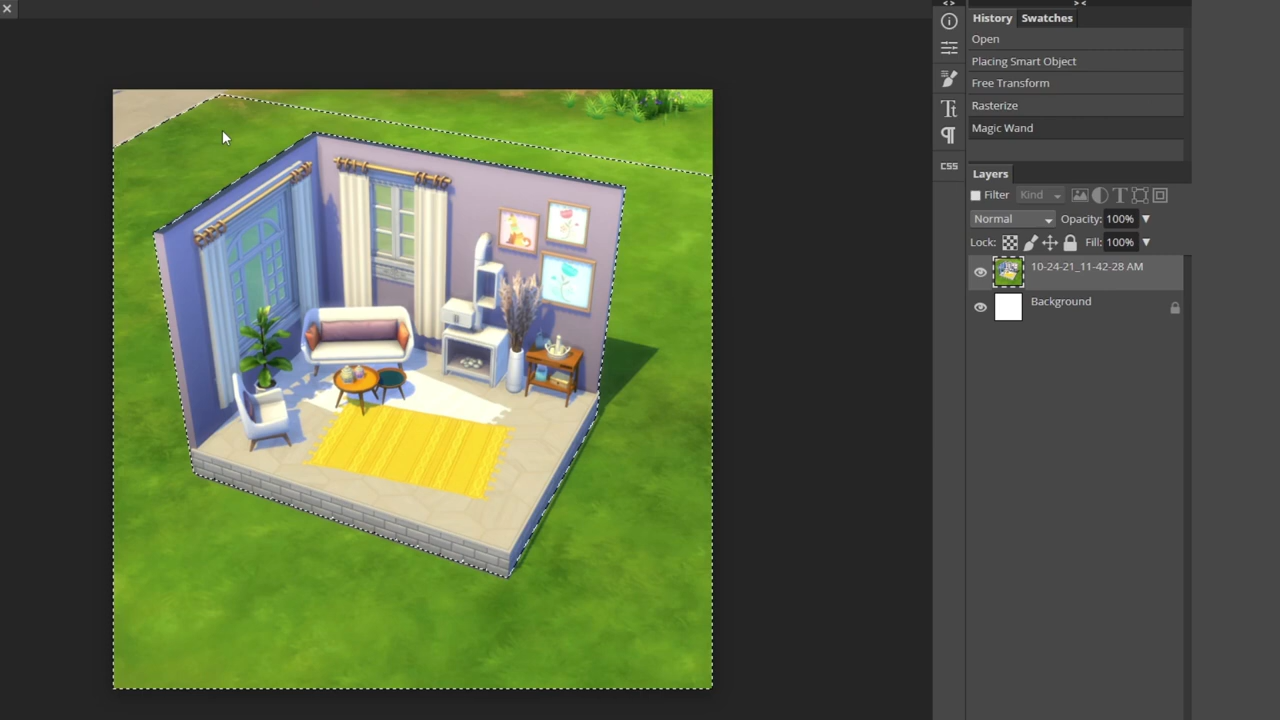 History Swatches
Open
Placing Smart Object
Free Transform
Rasterize
Magic Wand
CSS
Layers
Filter Kind
Normal Opacity: 100%
Lock: Fill: 100%
10-24-21_11-42-28 AM
Background